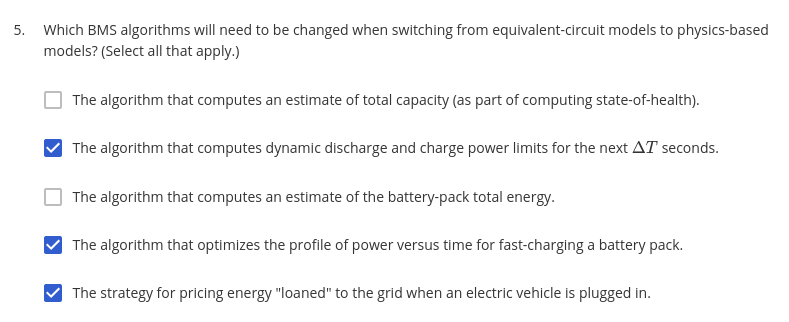 5. Which BMS algorithms will need to be changed when switching from equivalent-circuit models to physics-based
models? (Select all that apply.)
The algorithm that computes an estimate of total capacity (as part of computing state-of-health).
The algorithm that computes dynamic discharge and charge power limits for the next ΔT seconds.
The algorithm that computes an estimate of the battery-pack total energy.
The algorithm that optimizes the profile of power versus time for fast-charging a battery pack.
The strategy for pricing energy "loaned" to the grid when an electric vehicle is plugged in.